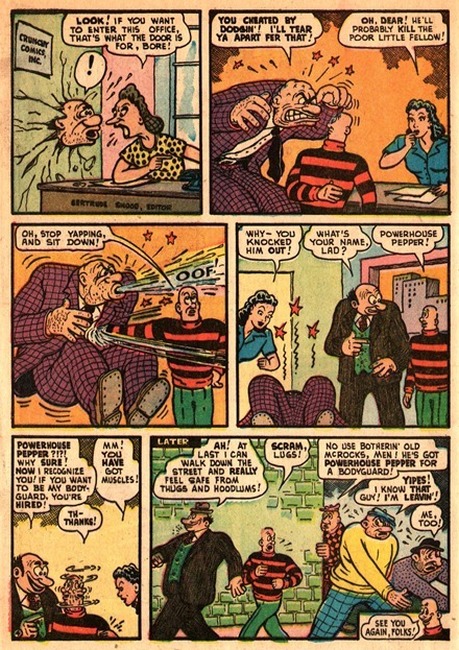 CRUNCHY
COMICS,
INC.
!
LOOK! IF YOU WANT
TO ENTER THIS OFFICE,
THAT'S WHAT THE DOOR IS
FOR, BORE!
GERTRUDE SNOOD, EDITOR
YOU CHEATED BY
DODGIN'! I'LL TEAR
YA APART FER THAT!
OH, DEAR! HE'LL
PROBABLY KILL THE
POOR LITTLE FELLOW!
OH, STOP YAPPING,
AND SIT DOWN!
OOF!
WHY- YOU
KNOCKED
HIM OUT!
WHAT'S
YOUR NAME,
LAD?
POWERHOUSE
PEPPER!
POWERHOUSE
PEPPER?!?!
WHY SURE!
NOW I RECOGNIZE
YOU! IF YOU WANT
TO BE MY BODY-
GUARD, YOU'RE
HIRED!
TH-
THANKS!
MM!
YOU
HAVE
GOT
MUSCLES!
LATER
AH! AT
LAST I CAN
WALK DOWN THE
STREET AND REALLY
FEEL SAFE FROM
THUGS AND HOODLUMS!
SCRAM,
LUGS!
NO USE BOTHERIN' OLD
McROCKS, MEN! HE'S GOT
POWERHOUSE PEPPER FOR
A BODYGUARD!
YIPES!
I KNOW THAT
GUY! I'M LEAVIN'!
ME,
TOO!
SEE YOU
AGAIN, FOLKS!